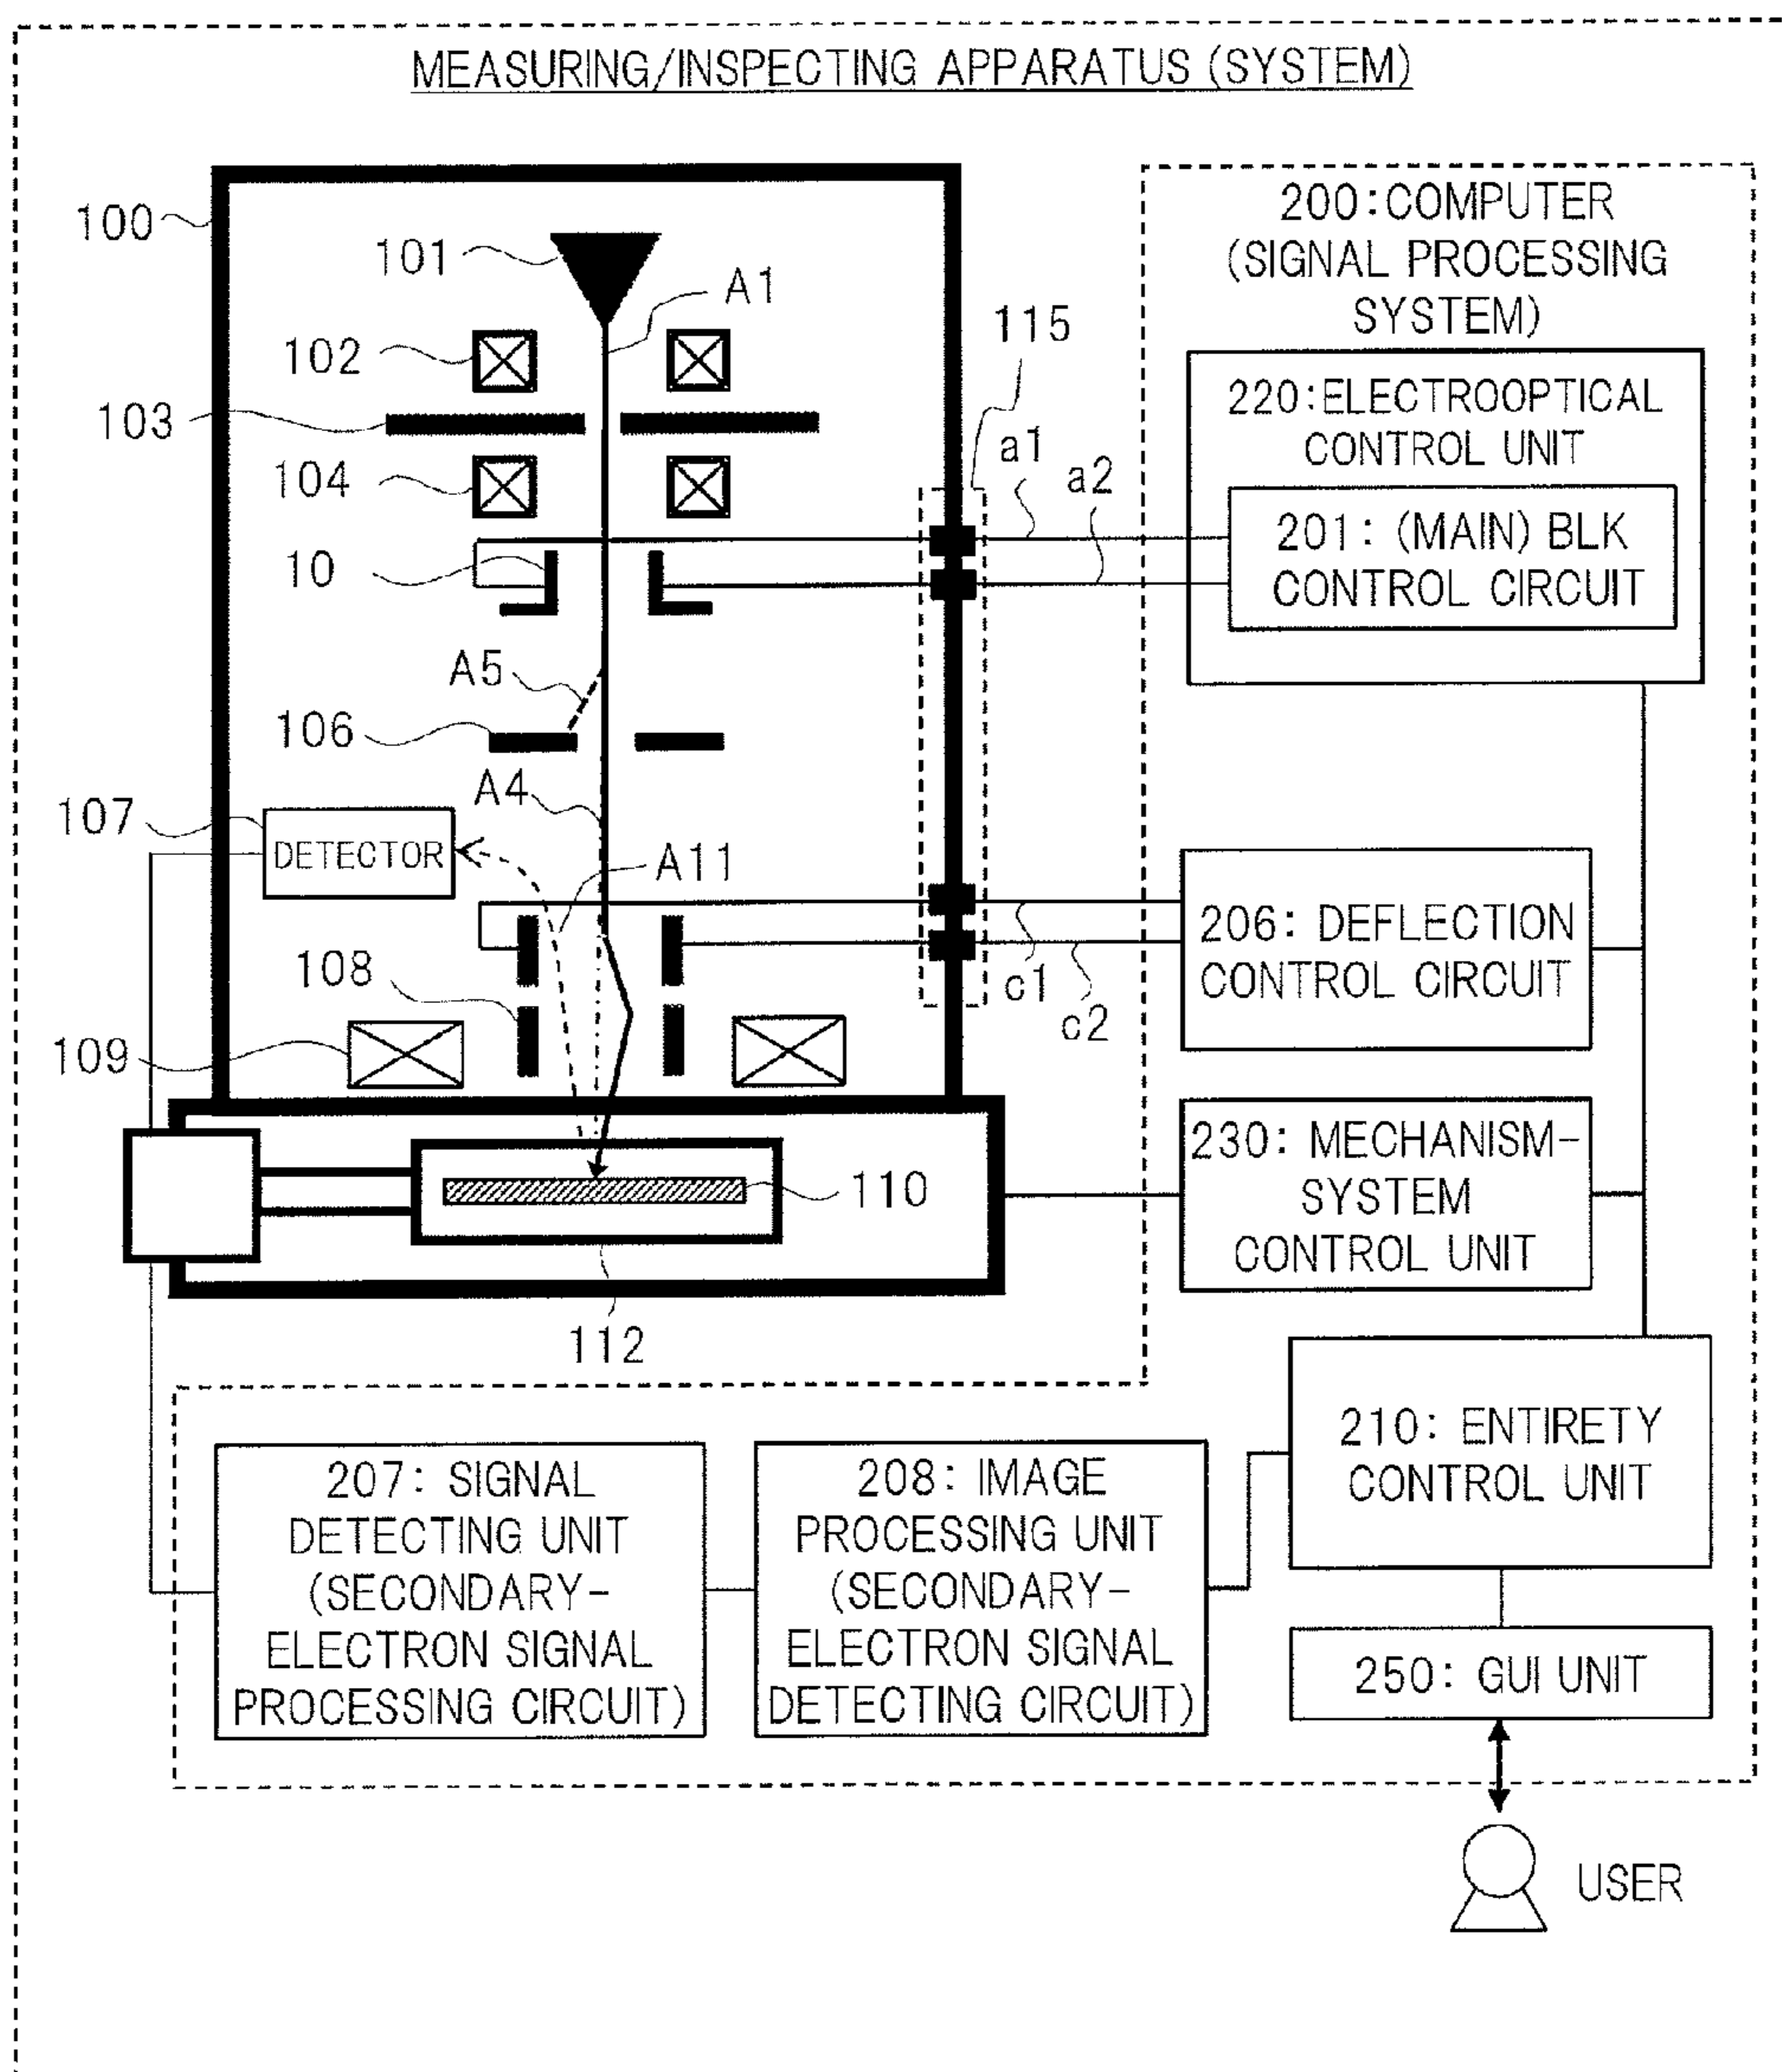 MEASURING/INSPECTING APPARATUS (SYSTEM)
100
101
A1
102
103
104
10
A5
106
A4
107
DETECTOR
A11
108
109
110
112
115
a1
a2
c1
c2
200:COMPUTER
(SIGNAL PROCESSING
SYSTEM)
220:ELECTROOPTICAL
CONTROL UNIT
201: (MAIN) BLK
CONTROL CIRCUIT
206: DEFLECTION
CONTROL CIRCUIT
230: MECHANISM-
SYSTEM
CONTROL UNIT
210: ENTIRETY
CONTROL UNIT
207: SIGNAL
DETECTING UNIT
(SECONDARY-
ELECTRON SIGNAL
PROCESSING CIRCUIT)
208: IMAGE
PROCESSING UNIT
(SECONDARY-
ELECTRON SIGNAL
DETECTING CIRCUIT)
250: GUI UNIT
USER